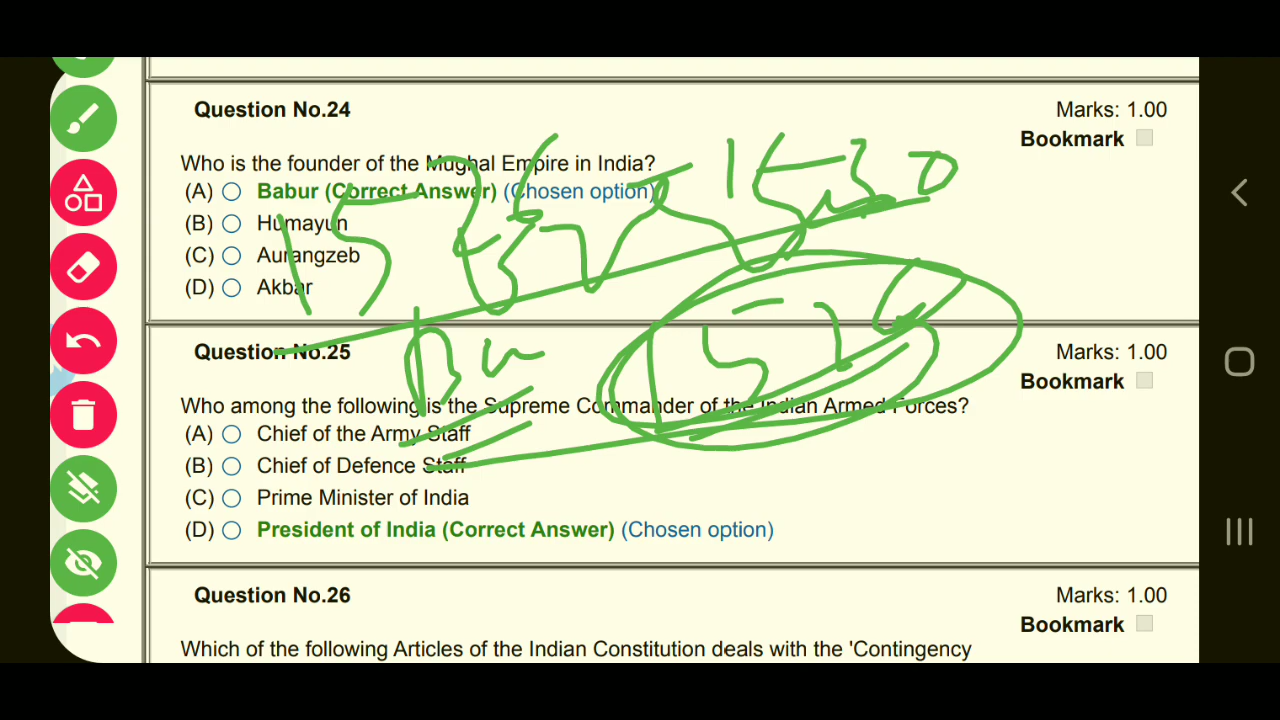 Question No.24 Marks: 1.00
Bookmark
Who is the founder of the Mughal Empire in India?
(A) Babur (Correct Answer) (Chosen option)
(B) Humayun
(C) Aurangzeb
(D) Akbar
1526 1530
Question No.25 Marks: 1.00
Bookmark
Who among the following is the Supreme Commander of the Indian Armed Forces?
(A) Chief of the Army Staff
(B) Chief of Defence Staff
(C) Prime Minister of India
(D) President of India (Correct Answer) (Chosen option)
Question No.26 Marks: 1.00
Bookmark
Which of the following Articles of the Indian Constitution deals with the 'Contingency